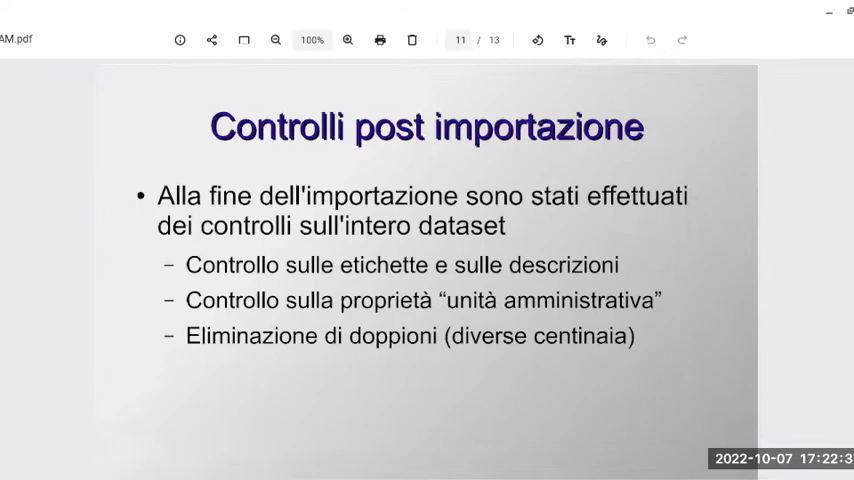 AM.pdf
100%
11 / 13
Controlli post importazione
• Alla fine dell'importazione sono stati effettuati
dei controlli sull'intero dataset
– Controllo sulle etichette e sulle descrizioni
– Controllo sulla proprietà “unità amministrativa”
– Eliminazione di doppioni (diverse centinaia)
2022-10-07 17:22:3